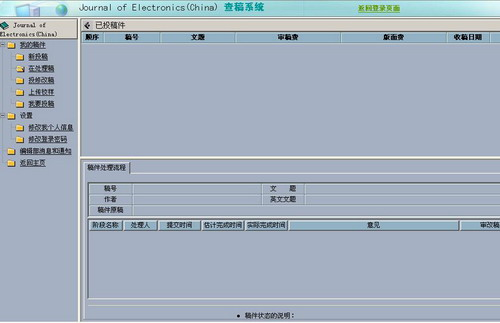 Journal of Electronics(China) 查稿系统
返回登录页面
Journal of
Electronics(China)
我的稿件
新投稿
在处理稿
投修改稿
上传校样
我要投稿
设置
修改我个人信息
修改登录密码
编辑部消息和通知
返回主页
已投稿件
顺序 稿号 文题 审稿费 版面费 收稿日期
稿件处理流程
稿号 文 题
作者 英文文题
稿件原稿
阶段名称 处理人 提交时间 估计完成时间 实际完成时间 意见 审改稿
• 稿件状态的说明：